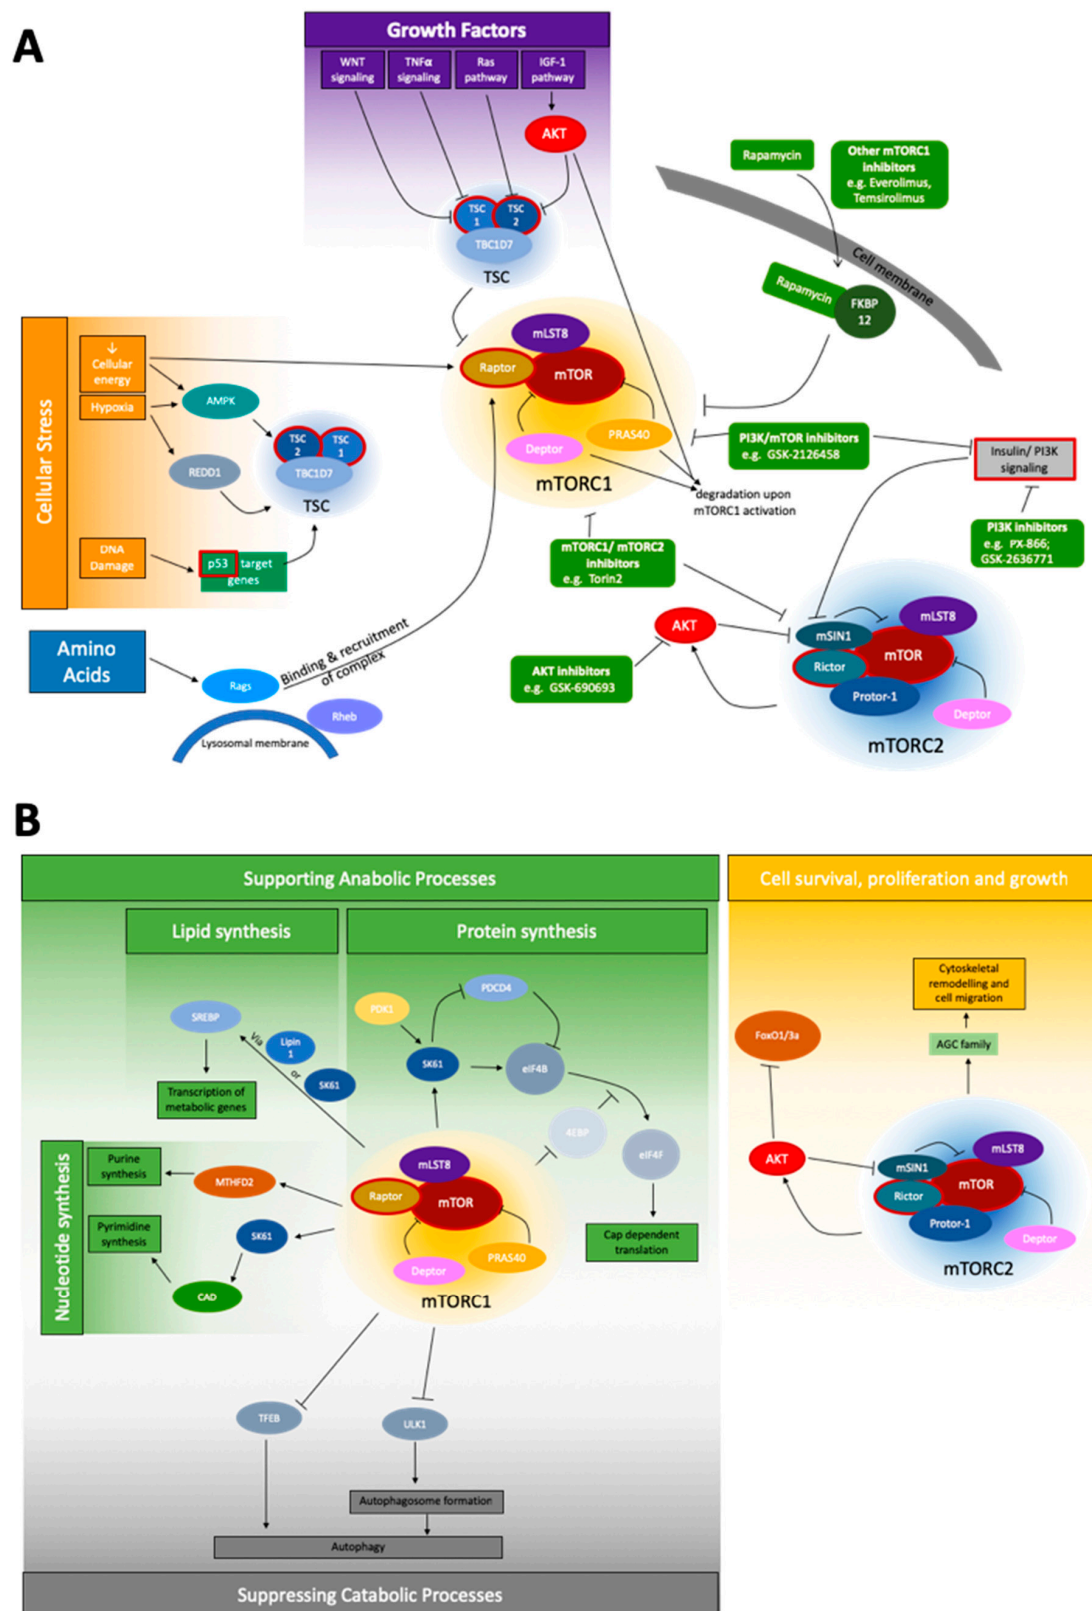 A
Growth Factors
WNT
signaling
TNFα
signaling
Ras
pathway
IGF-1
pathway
AKT
TSC
1
TSC
2
TBC1D7
TSC
Rapamycin
Other mTORC1
inhibitors
e.g. Everolimus,
Temsirolimus
Cell membrane
Rapamycin
FKBP
12
Cellular Stress
↓
Cellular
energy
Hypoxia
AMPK
REDD1
TSC
2
TSC
1
TBC1D7
TSC
DNA
Damage
p53 target
genes
mLST8
Raptor
mTOR
PRAS40
Deptor
mTORC1
degradation upon
mTORC1 activation
PI3K/mTOR inhibitors
e.g. GSK-2126458
Insulin/ PI3K
signaling
PI3K inhibitors
e.g. PX-866;
GSK-2636771
mTORC1/ mTORC2
inhibitors
e.g. Torin2
AKT
AKT inhibitors
e.g. GSK-690693
mLST8
mSIN1
mTOR
Rictor
Protor-1
Deptor
mTORC2
Amino
Acids
Rags
Binding & recruitment
of complex
Rheb
Lysosomal membrane
B
Supporting Anabolic Processes
Lipid synthesis
Protein synthesis
SREBP
Via
Lipin
1
or
SK61
Transcription of
metabolic genes
PDK1
PDCD4
SK61
eIF4B
4EBP
eIF4F
Cap dependent
translation
Nucleotide synthesis
Purine
synthesis
MTHFD2
Pyrimidine
synthesis
SK61
CAD
mLST8
Raptor
mTOR
PRAS40
Deptor
mTORC1
TFEB
ULK1
Autophagosome formation
Autophagy
Suppressing Catabolic Processes
Cell survival, proliferation and growth
Cytoskeletal
remodelling and
cell migration
FoxO1/3a
AGC family
AKT
mLST8
mSIN1
mTOR
Rictor
Protor-1
Deptor
mTORC2